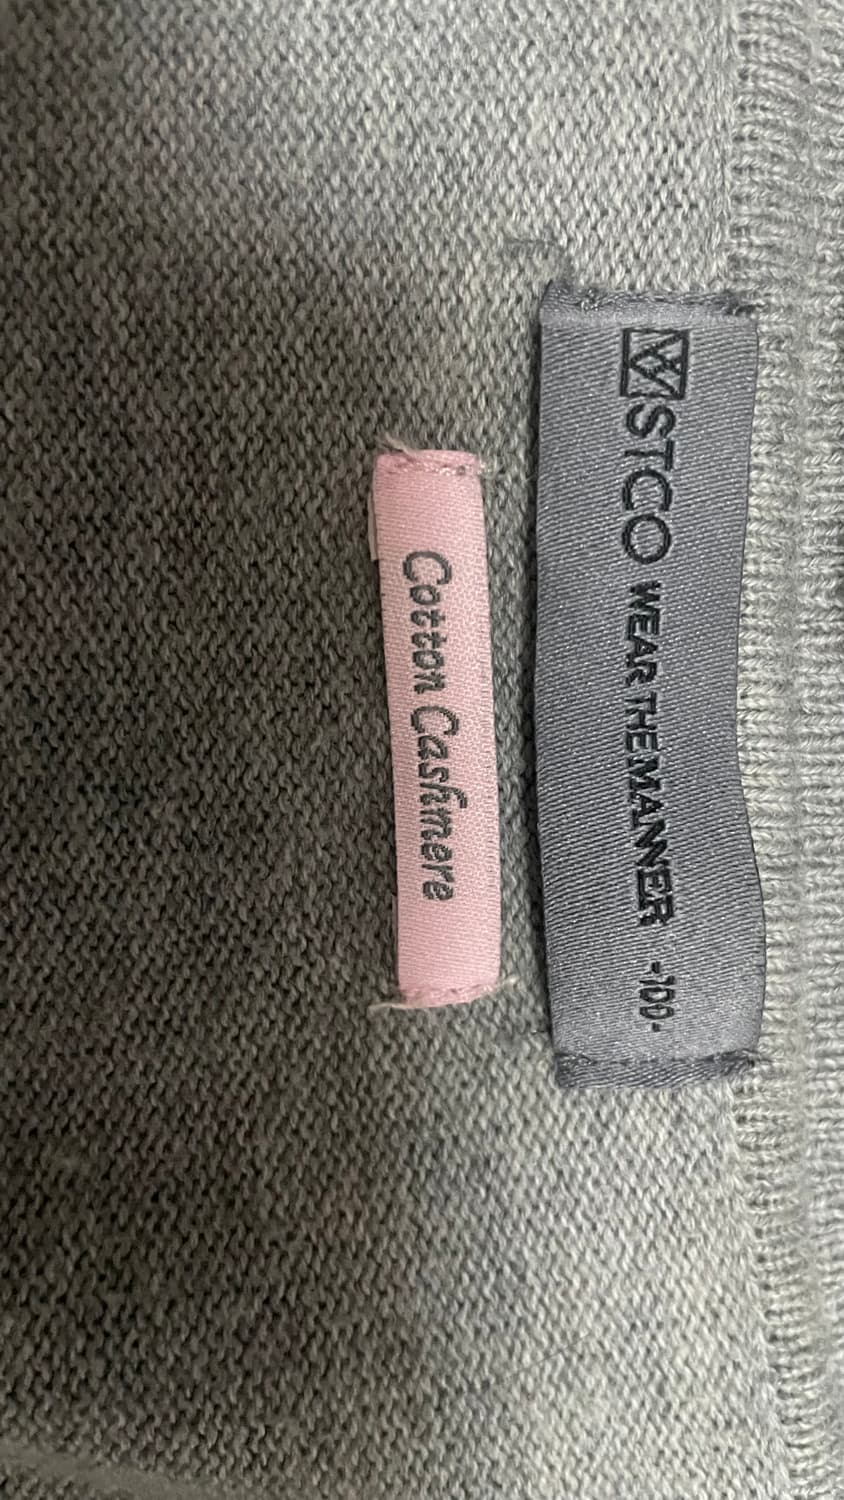 STCO WEAR THE MANNER -100-
Cotton Cashmere